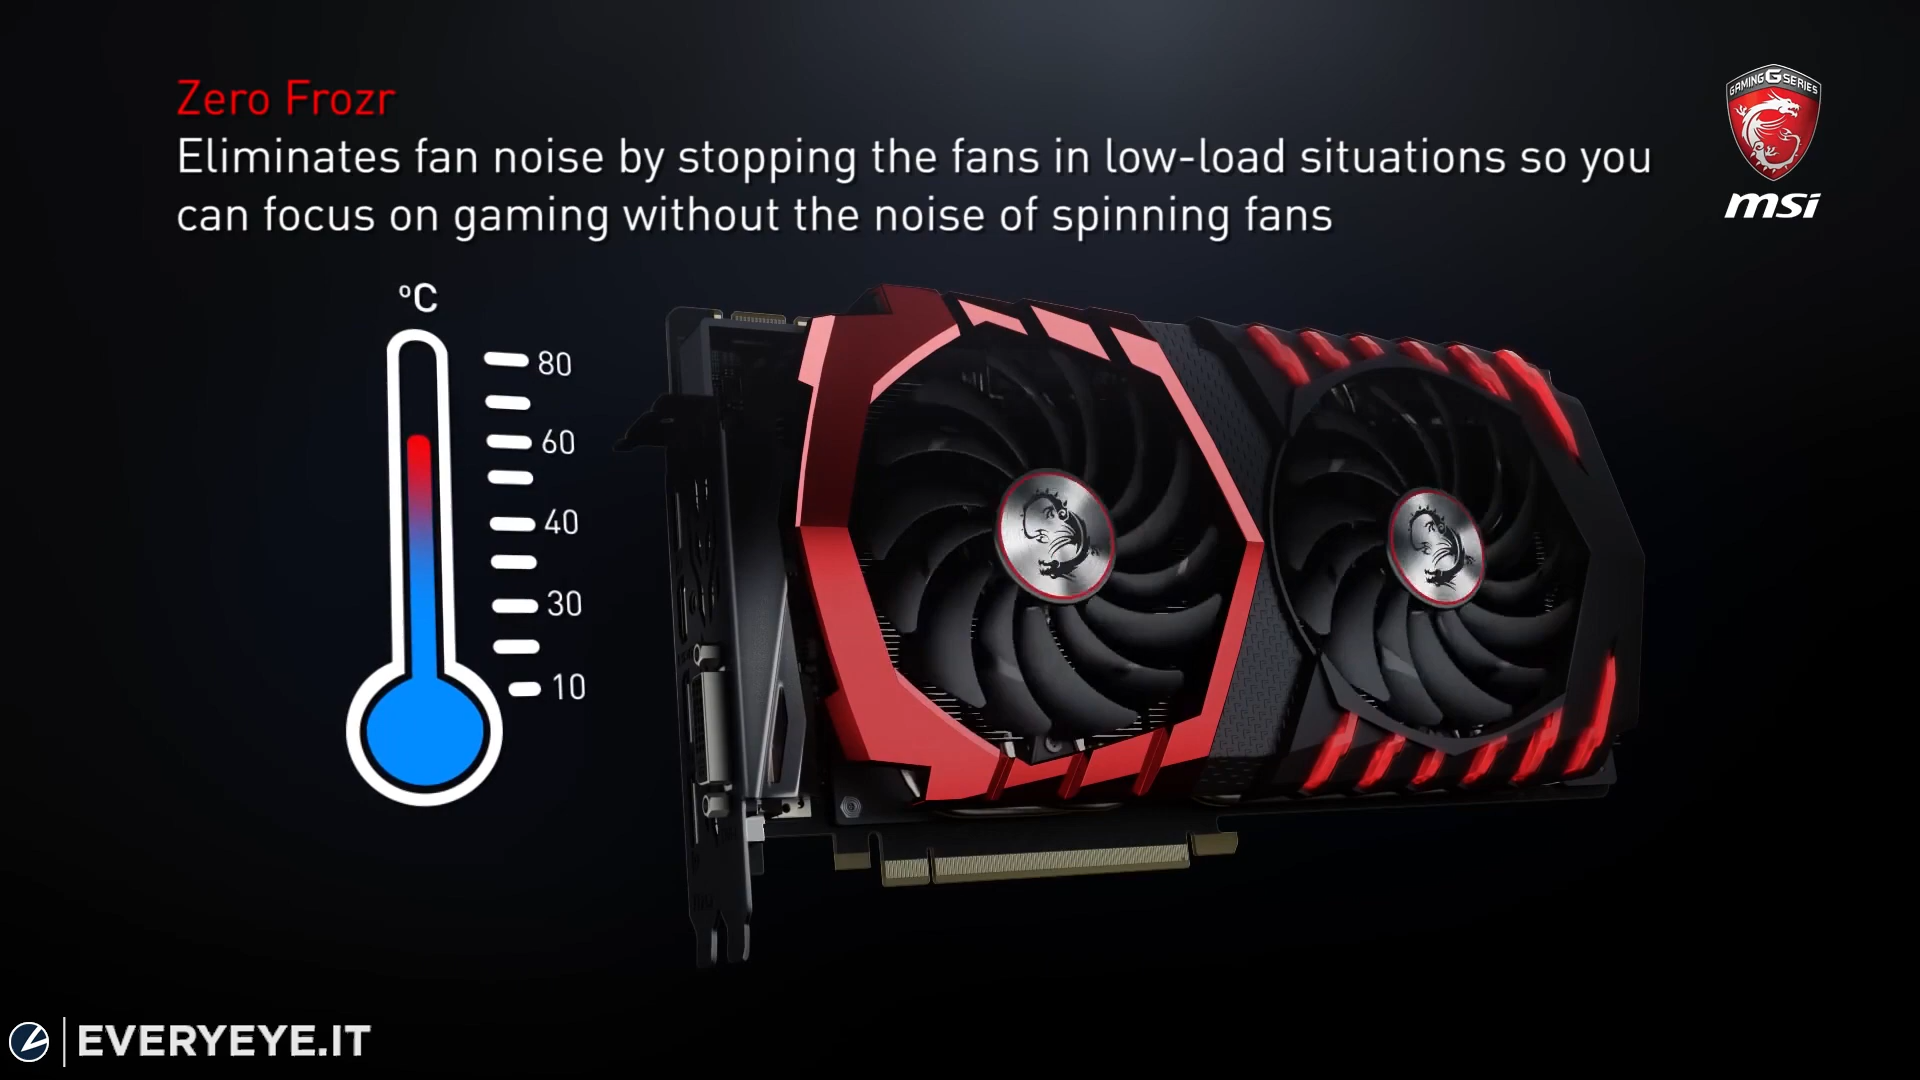 Zero Frozr
Eliminates fan noise by stopping the fans in low-load situations so you
can focus on gaming without the noise of spinning fans
GAMING G SERIES
msi
°C
80
60
40
30
10
EVERYEYE.IT